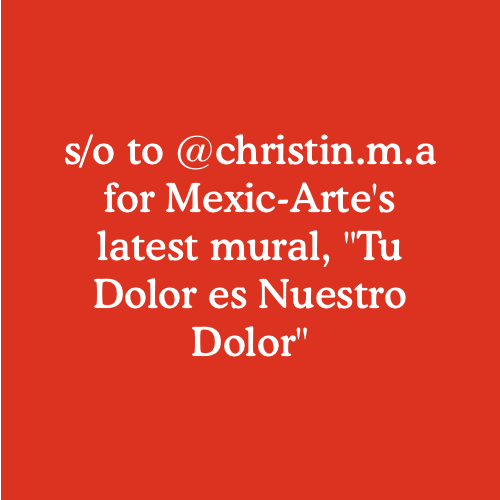 s/o to @christin.m.a
for Mexic-Arte's
latest mural, "Tu
Dolor es Nuestro
Dolor"